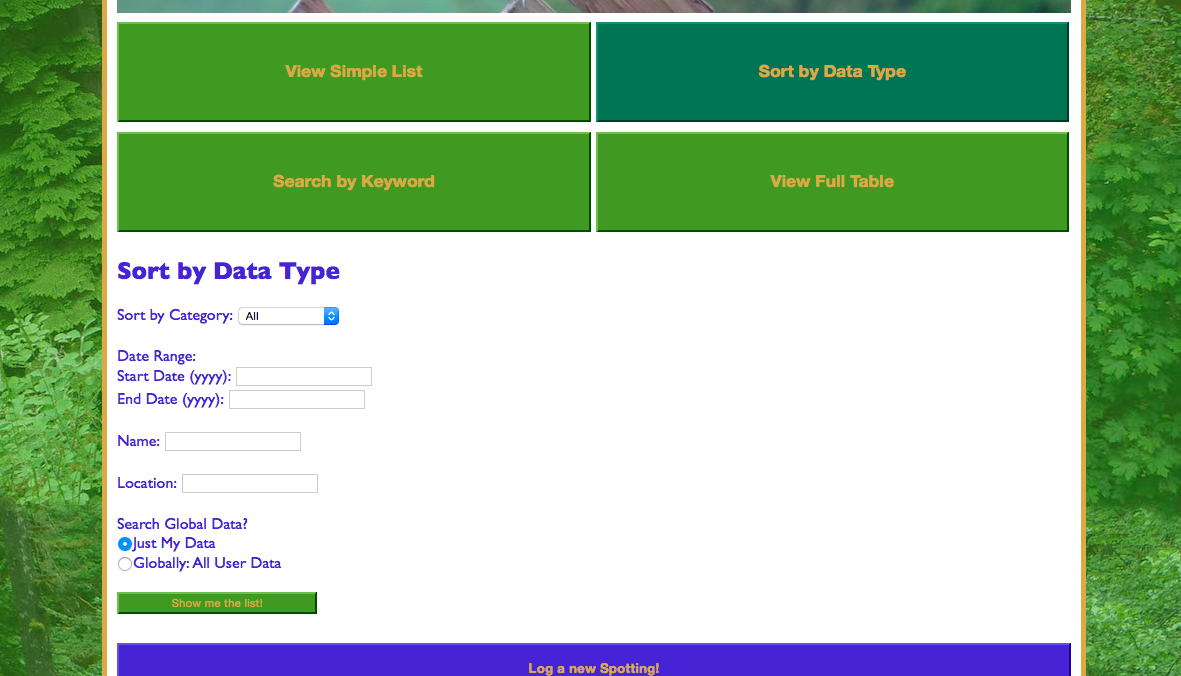 View Simple List
Sort by Data Type
Search by Keyword
View Full Table
Sort by Data Type
Sort by Category: All
Date Range:
Start Date (yyyy):
End Date (yyyy):
Name:
Location:
Search Global Data?
Just My Data
Globally: All User Data
Show me the list!
Log a new Spotting!